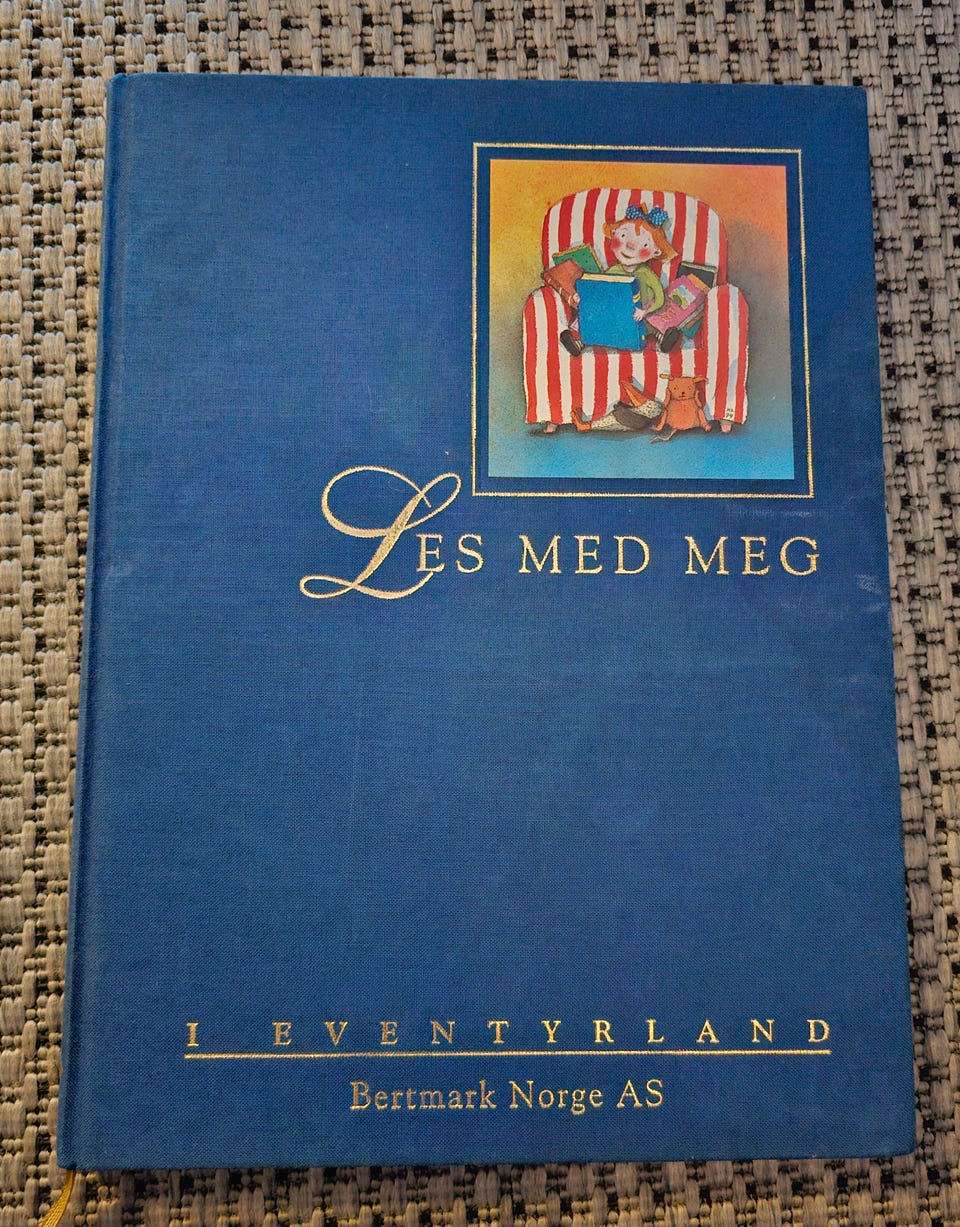 LES MED MEG
I EVENTYRLAND
Bertmark Norge AS